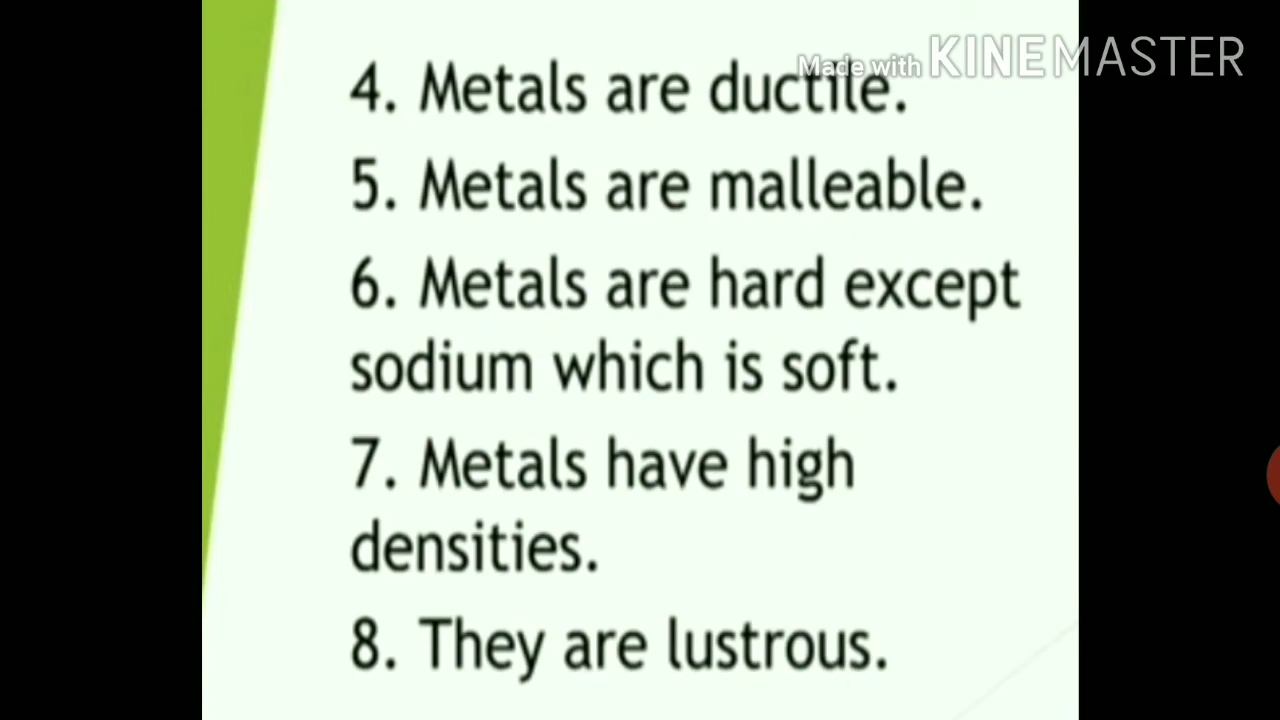 Made with KINEMASTER
4. Metals are ductile.
5. Metals are malleable.
6. Metals are hard except
sodium which is soft.
7. Metals have high
densities.
8. They are lustrous.